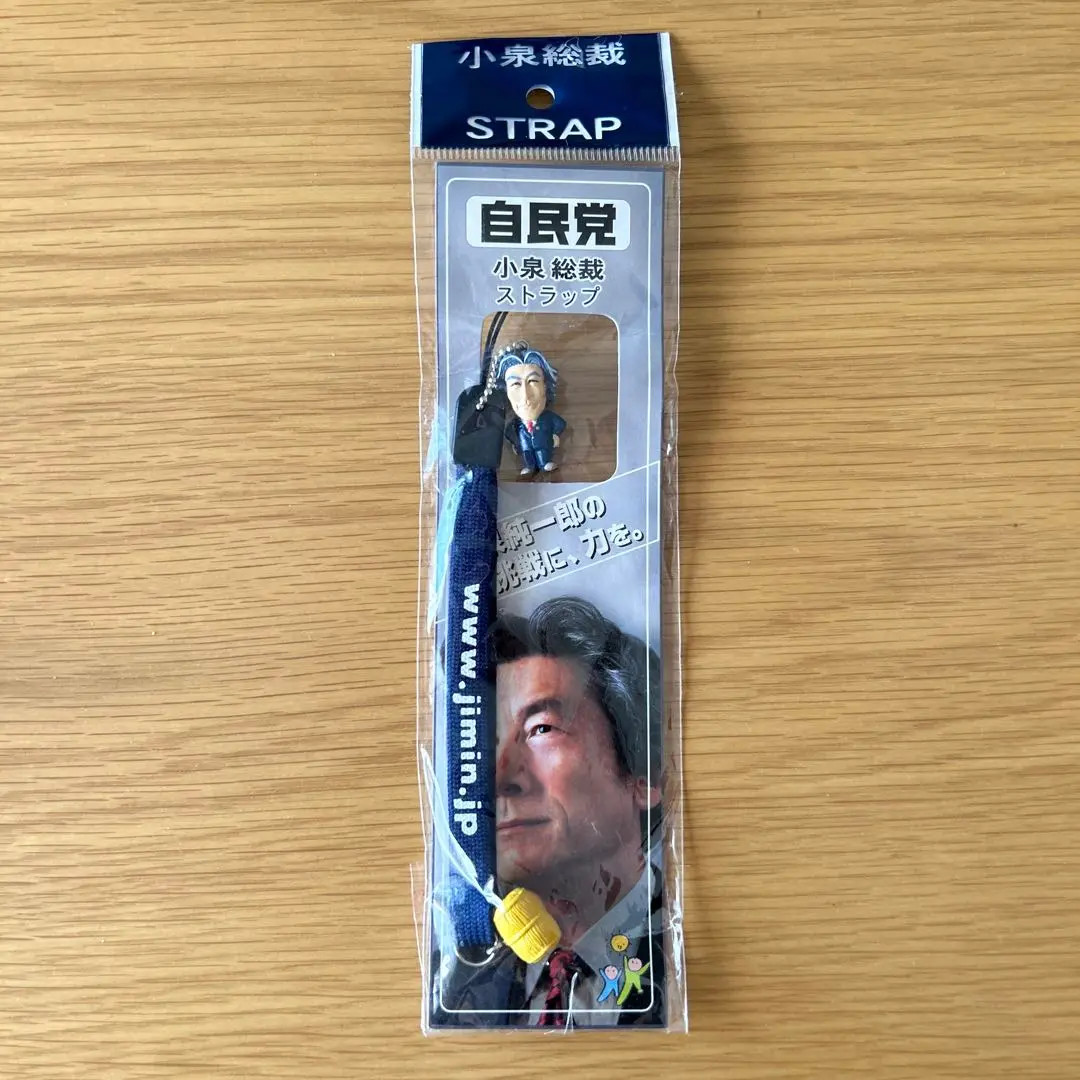 小泉総裁
STRAP
自民党
小泉 総裁
ストラップ
純一郎の
挑戦に、力を。
www.jimin.jp